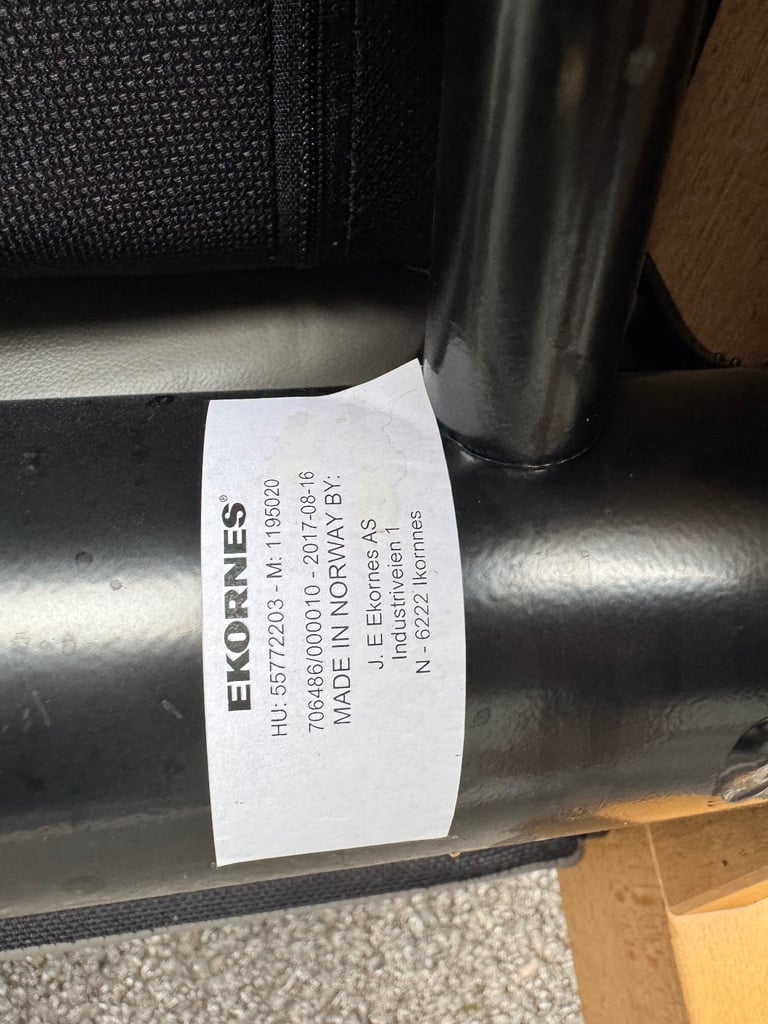 EKORNES®
HU: 55772203 - M: 1195020
706486/000010 - 2017-08-16
MADE IN NORWAY BY:
J. E Ekornes AS
Industriveien 1
N - 6222 Ikornnes